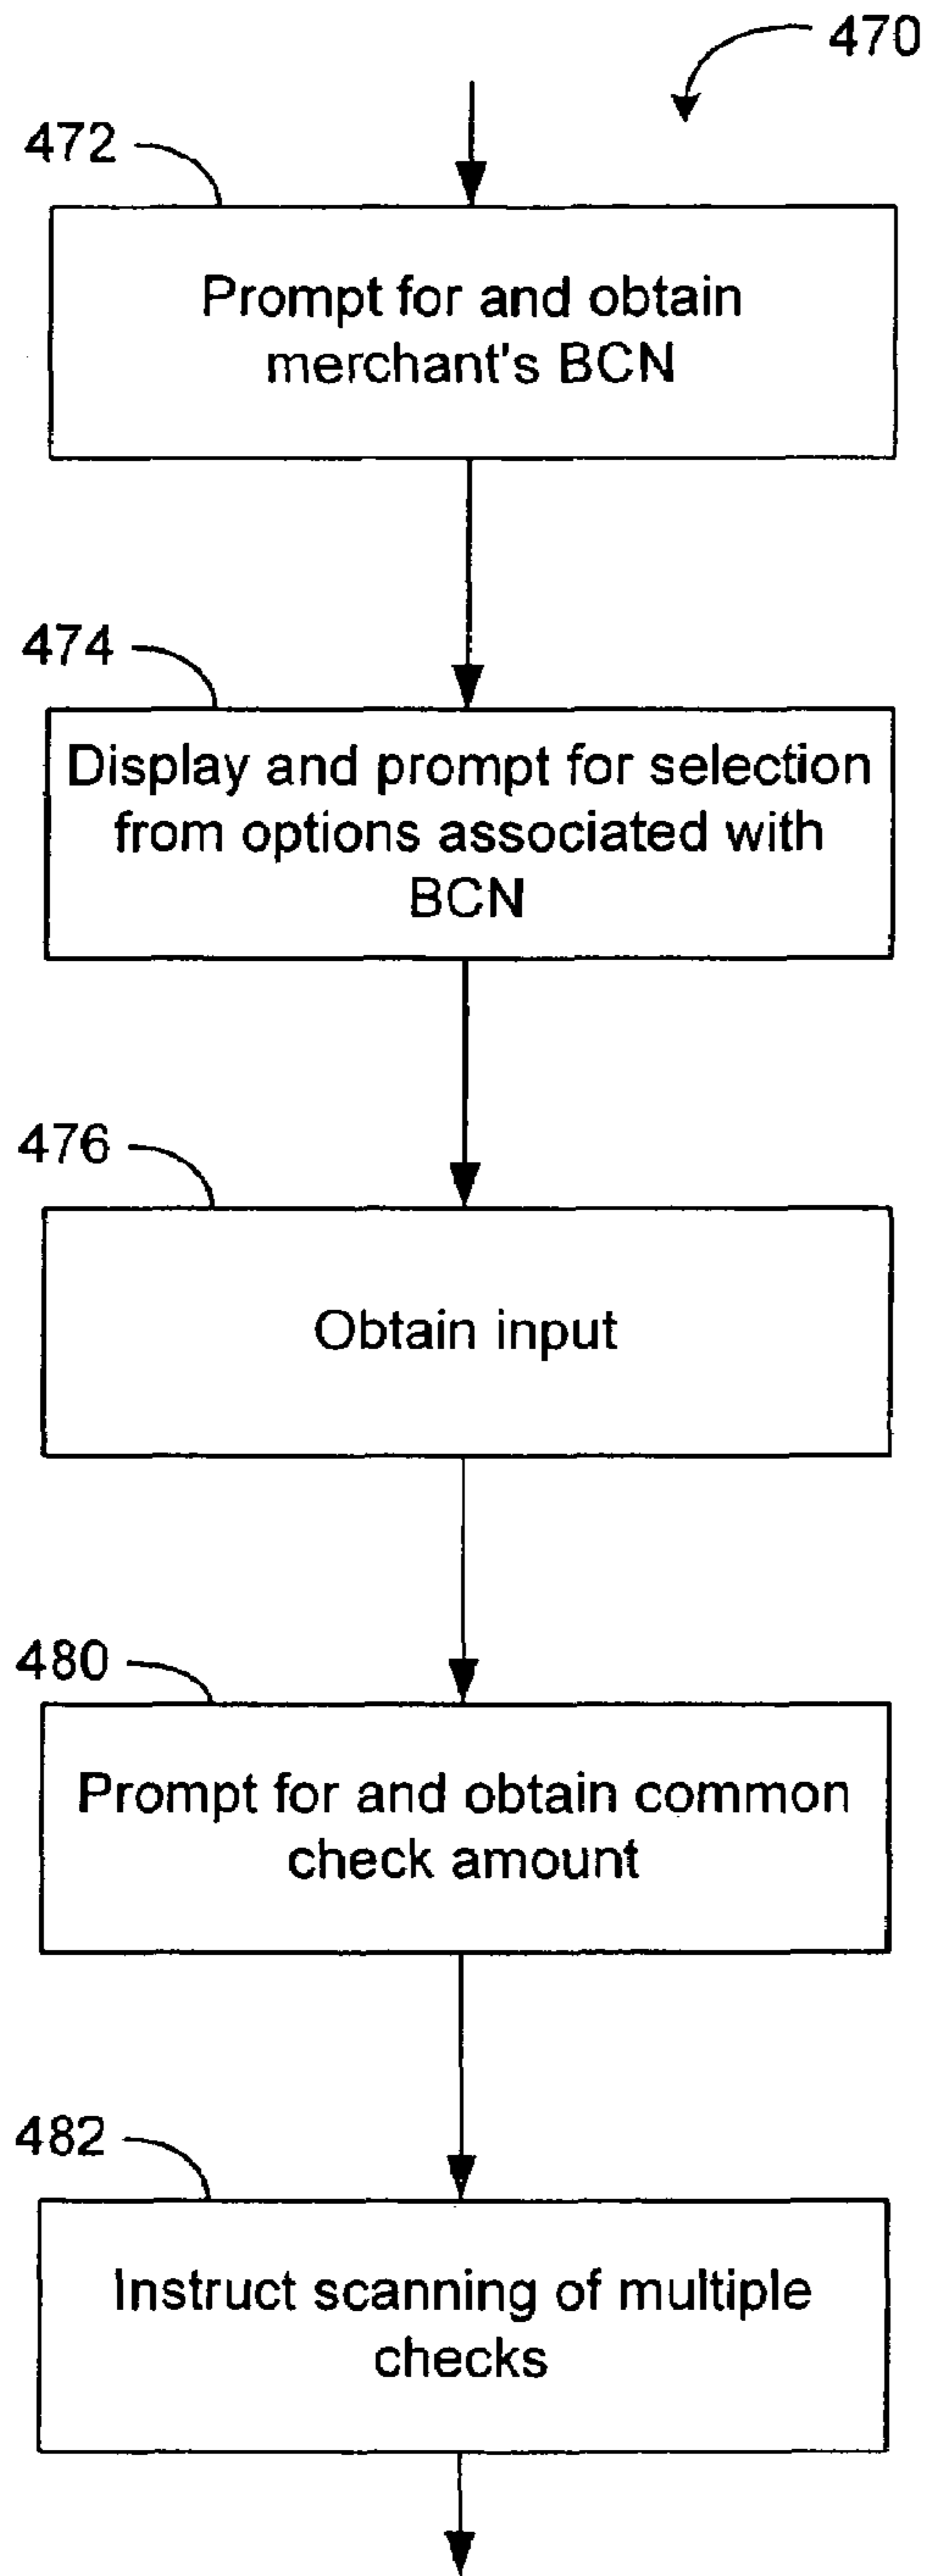 470
472
Prompt for and obtain
merchant's BCN
474
Display and prompt for selection
from options associated with
BCN
476
Obtain input
480
Prompt for and obtain common
check amount
482
Instruct scanning of multiple
checks